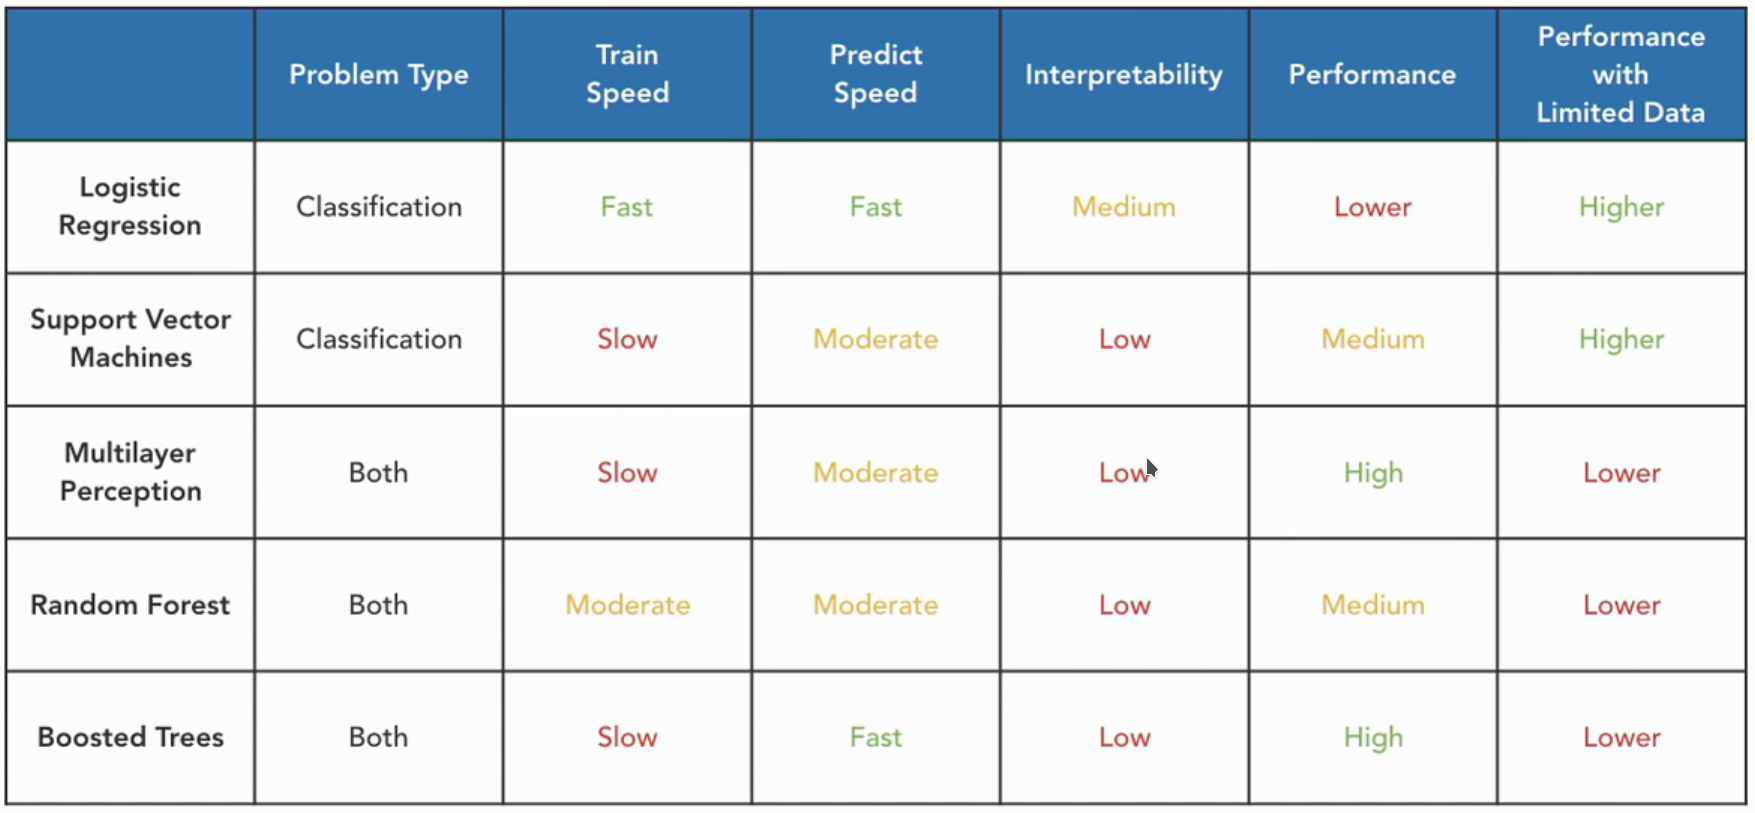 Problem Type
Train
Speed
Predict
Speed
Interpretability
Performance
Performance
with
Limited Data
Logistic
Regression
Classification
Fast
Fast
Medium
Lower
Higher
Support Vector
Machines
Classification
Slow
Moderate
Low
Medium
Higher
Multilayer
Perception
Both
Slow
Moderate
Low
High
Lower
Random Forest
Both
Moderate
Moderate
Low
Medium
Lower
Boosted Trees
Both
Slow
Fast
Low
High
Lower